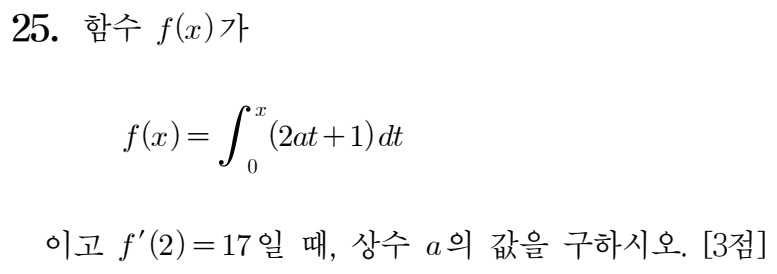 25. 함수 f(x)가
f(x)=∫₀ˣ(2at+1)dt
이고 f′(2)=17일 때, 상수 a의 값을 구하시오. [3점]